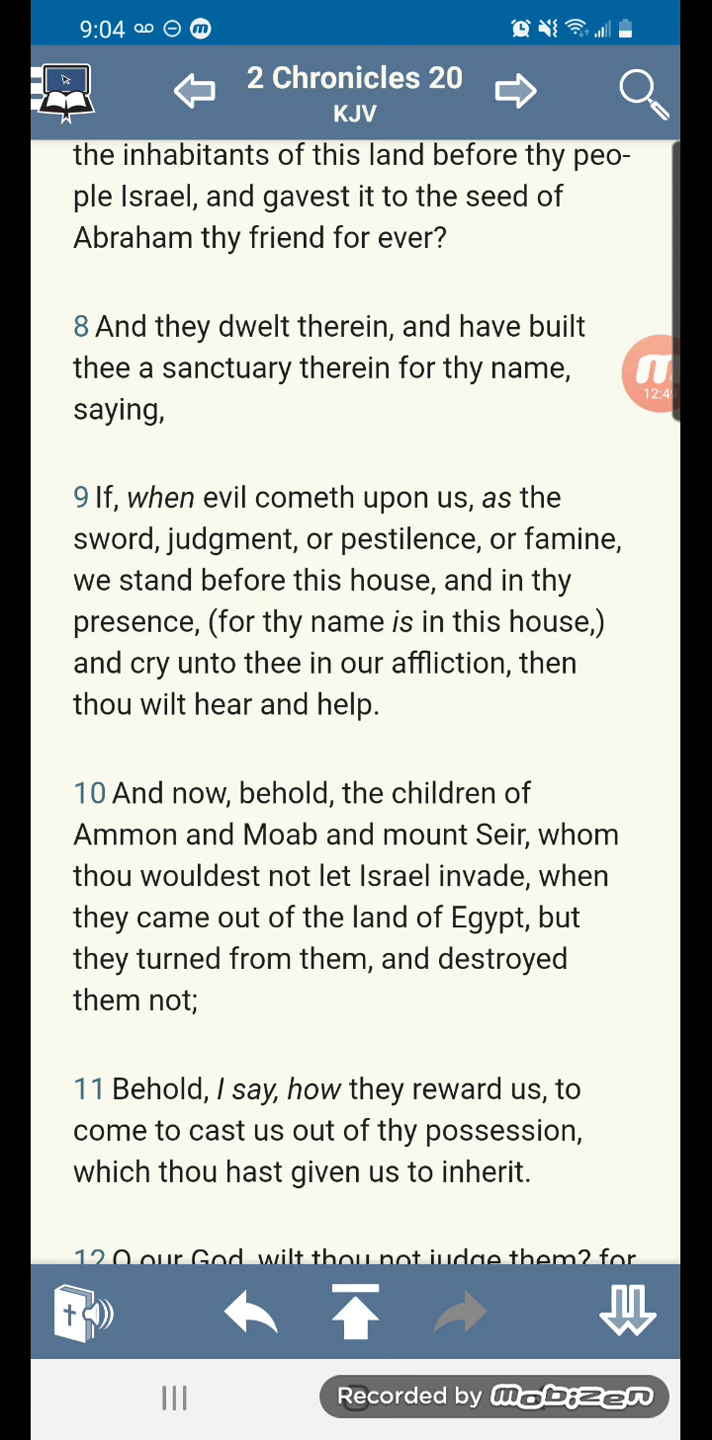 9:04
2 Chronicles 20
KJV
the inhabitants of this land before thy peo-
ple Israel, and gavest it to the seed of
Abraham thy friend for ever?
8 And they dwelt therein, and have built
thee a sanctuary therein for thy name,
saying,
12:49
9 If, when evil cometh upon us, as the
sword, judgment, or pestilence, or famine,
we stand before this house, and in thy
presence, (for thy name is in this house,)
and cry unto thee in our affliction, then
thou wilt hear and help.
10 And now, behold, the children of
Ammon and Moab and mount Seir, whom
thou wouldest not let Israel invade, when
they came out of the land of Egypt, but
they turned from them, and destroyed
them not;
11 Behold, I say, how they reward us, to
come to cast us out of thy possession,
which thou hast given us to inherit.
12 O our God, wilt thou not judge them? for
Recorded by mobizen